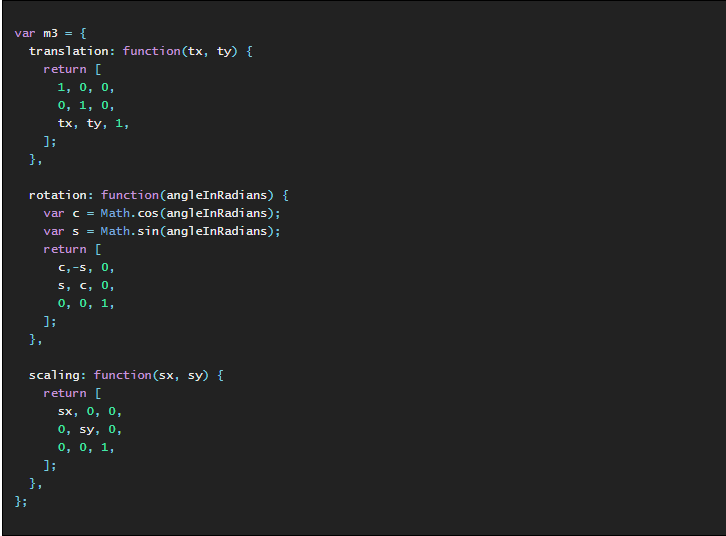 var m3 = {
  translation: function(tx, ty) {
    return [
      1, 0, 0,
      0, 1, 0,
      tx, ty, 1,
    ];
  },

  rotation: function(angleInRadians) {
    var c = Math.cos(angleInRadians);
    var s = Math.sin(angleInRadians);
    return [
      c,-s, 0,
      s, c, 0,
      0, 0, 1,
    ];
  },

  scaling: function(sx, sy) {
    return [
      sx, 0, 0,
      0, sy, 0,
      0, 0, 1,
    ];
  },
};